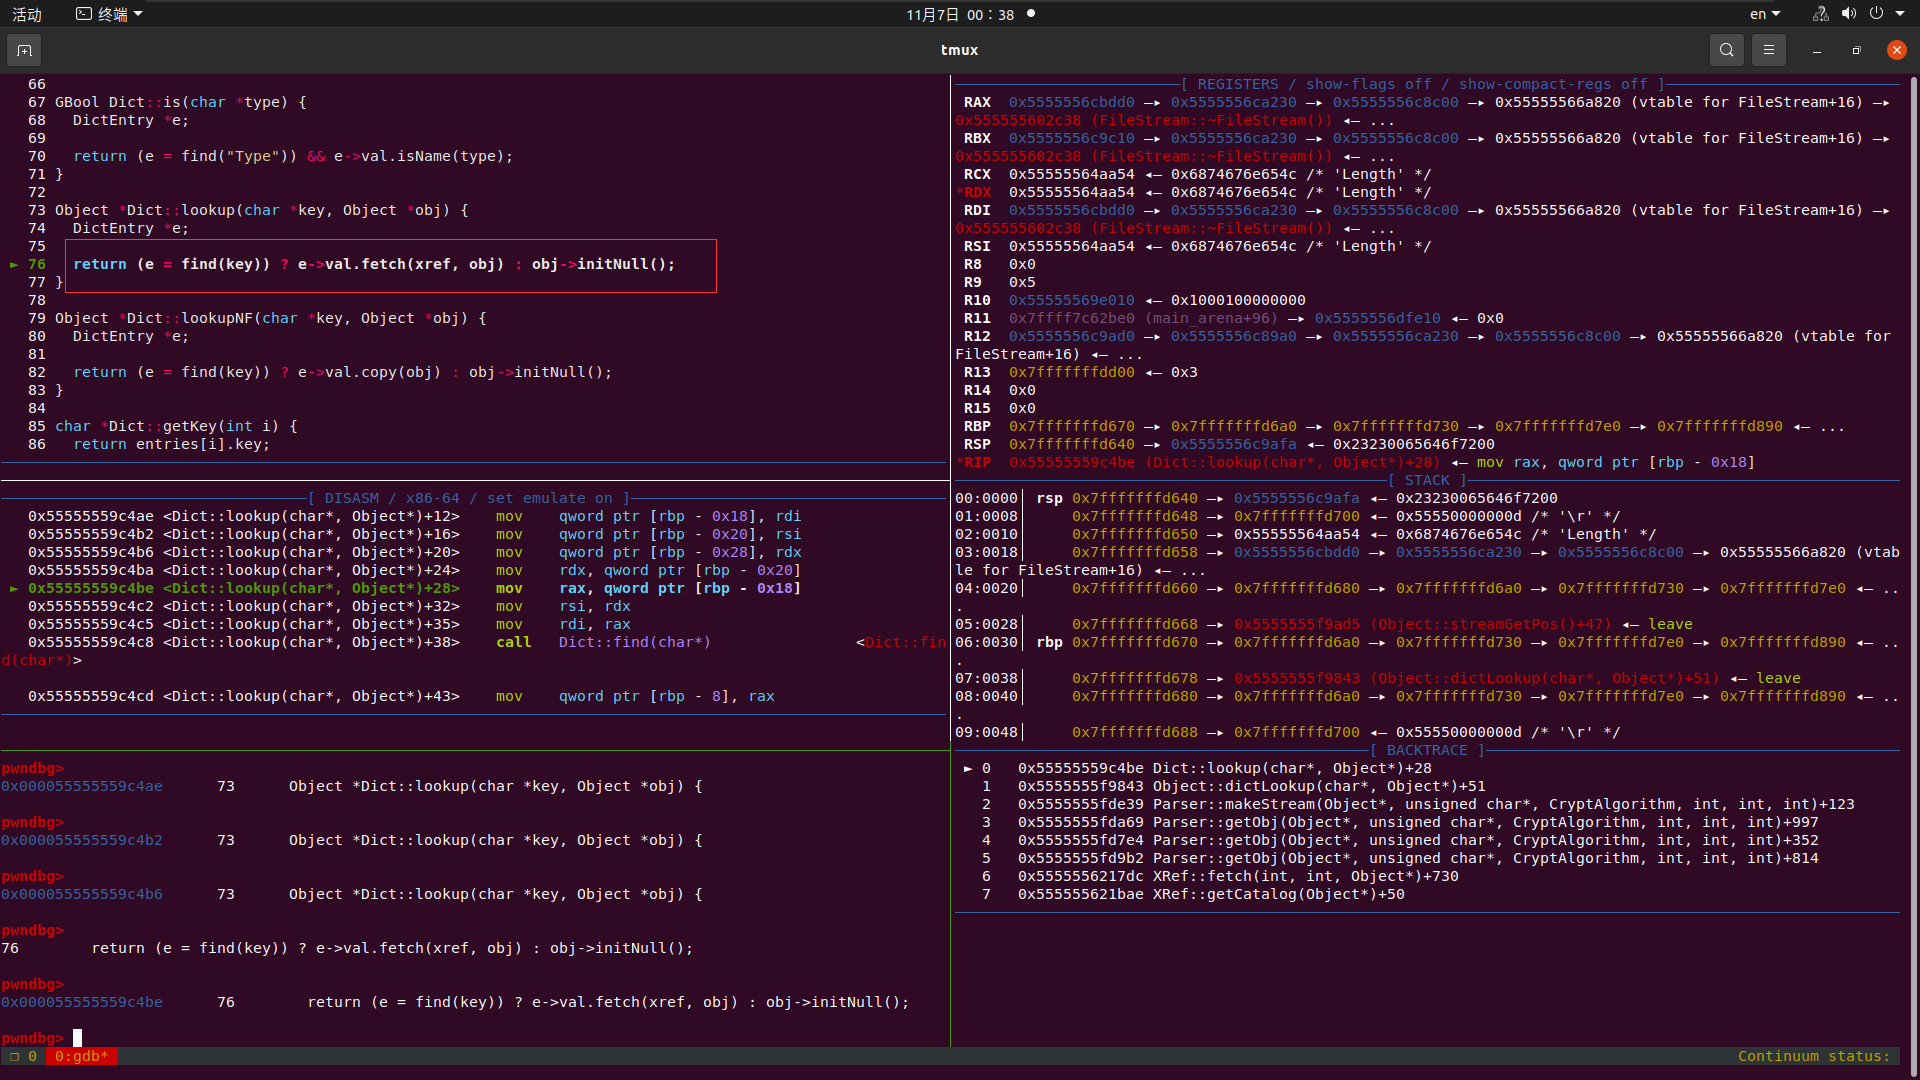 活动 终端 11月7日 00：38 en
tmux
66
67 GBool Dict::is(char *type) {
68   DictEntry *e;
69
70   return (e = find("Type")) && e->val.isName(type);
71 }
72
73 Object *Dict::lookup(char *key, Object *obj) {
74   DictEntry *e;
75
► 76   return (e = find(key)) ? e->val.fetch(xref, obj) : obj->initNull();
77 }
78
79 Object *Dict::lookupNF(char *key, Object *obj) {
80   DictEntry *e;
81
82   return (e = find(key)) ? e->val.copy(obj) : obj->initNull();
83 }
84
85 char *Dict::getKey(int i) {
86   return entries[i].key;
[ DISASM / x86-64 / set emulate on ]
0x55555559c4ae <Dict::lookup(char*, Object*)+12>    mov    qword ptr [rbp - 0x18], rdi
0x55555559c4b2 <Dict::lookup(char*, Object*)+16>    mov    qword ptr [rbp - 0x20], rsi
0x55555559c4b6 <Dict::lookup(char*, Object*)+20>    mov    qword ptr [rbp - 0x28], rdx
0x55555559c4ba <Dict::lookup(char*, Object*)+24>    mov    rdx, qword ptr [rbp - 0x20]
► 0x55555559c4be <Dict::lookup(char*, Object*)+28>    mov    rax, qword ptr [rbp - 0x18]
0x55555559c4c2 <Dict::lookup(char*, Object*)+32>    mov    rsi, rdx
0x55555559c4c5 <Dict::lookup(char*, Object*)+35>    mov    rdi, rax
0x55555559c4c8 <Dict::lookup(char*, Object*)+38>    call   Dict::find(char*)                <Dict::fin
d(char*)>
0x55555559c4cd <Dict::lookup(char*, Object*)+43>    mov    qword ptr [rbp - 8], rax
pwndbg>
0x000055555559c4ae      73      Object *Dict::lookup(char *key, Object *obj) {
pwndbg>
0x000055555559c4b2      73      Object *Dict::lookup(char *key, Object *obj) {
pwndbg>
0x000055555559c4b6      73      Object *Dict::lookup(char *key, Object *obj) {
pwndbg>
76        return (e = find(key)) ? e->val.fetch(xref, obj) : obj->initNull();
pwndbg>
0x000055555559c4be      76        return (e = find(key)) ? e->val.fetch(xref, obj) : obj->initNull();
pwndbg>
[ REGISTERS / show-flags off / show-compact-regs off ]
RAX  0x5555556cbdd0 —▸ 0x5555556ca230 —▸ 0x5555556c8c00 —▸ 0x55555566a820 (vtable for FileStream+16) —▸
0x555555602c38 (FileStream::~FileStream()) ◂— ...
RBX  0x5555556c9c10 —▸ 0x5555556ca230 —▸ 0x5555556c8c00 —▸ 0x55555566a820 (vtable for FileStream+16) —▸
0x555555602c38 (FileStream::~FileStream()) ◂— ...
RCX  0x55555564aa54 ◂— 0x6874676e654c /* 'Length' */
*RDX  0x55555564aa54 ◂— 0x6874676e654c /* 'Length' */
RDI  0x5555556cbdd0 —▸ 0x5555556ca230 —▸ 0x5555556c8c00 —▸ 0x55555566a820 (vtable for FileStream+16) —▸
0x555555602c38 (FileStream::~FileStream()) ◂— ...
RSI  0x55555564aa54 ◂— 0x6874676e654c /* 'Length' */
R8   0x0
R9   0x5
R10  0x55555569e010 ◂— 0x1000100000000
R11  0x7ffff7c62be0 (main_arena+96) —▸ 0x5555556dfe10 ◂— 0x0
R12  0x5555556c9ad0 —▸ 0x5555556c89a0 —▸ 0x5555556ca230 —▸ 0x5555556c8c00 —▸ 0x55555566a820 (vtable for
FileStream+16) ◂— ...
R13  0x7fffffffdd00 ◂— 0x3
R14  0x0
R15  0x0
RBP  0x7fffffffd670 —▸ 0x7fffffffd6a0 —▸ 0x7fffffffd730 —▸ 0x7fffffffd7e0 —▸ 0x7fffffffd890 ◂— ...
RSP  0x7fffffffd640 —▸ 0x5555556c9afa ◂— 0x23230065646f7200
*RIP  0x55555559c4be (Dict::lookup(char*, Object*)+28) ◂— mov rax, qword ptr [rbp - 0x18]
[ STACK ]
00:0000│ rsp 0x7fffffffd640 —▸ 0x5555556c9afa ◂— 0x23230065646f7200
01:0008│     0x7fffffffd648 —▸ 0x7fffffffd700 ◂— 0x55550000000d /* '\r' */
02:0010│     0x7fffffffd650 —▸ 0x55555564aa54 ◂— 0x6874676e654c /* 'Length' */
03:0018│     0x7fffffffd658 —▸ 0x5555556cbdd0 —▸ 0x5555556ca230 —▸ 0x5555556c8c00 —▸ 0x55555566a820 (vtab
le for FileStream+16) ◂— ...
04:0020│     0x7fffffffd660 —▸ 0x7fffffffd680 —▸ 0x7fffffffd6a0 —▸ 0x7fffffffd730 —▸ 0x7fffffffd7e0 ◂— ..
.
05:0028│     0x7fffffffd668 —▸ 0x5555555f9ad5 (Object::streamGetPos()+47) ◂— leave
06:0030│ rbp 0x7fffffffd670 —▸ 0x7fffffffd6a0 —▸ 0x7fffffffd730 —▸ 0x7fffffffd7e0 —▸ 0x7fffffffd890 ◂— ..
.
07:0038│     0x7fffffffd678 —▸ 0x5555555f9843 (Object::dictLookup(char*, Object*)+51) ◂— leave
08:0040│     0x7fffffffd680 —▸ 0x7fffffffd6a0 —▸ 0x7fffffffd730 —▸ 0x7fffffffd7e0 —▸ 0x7fffffffd890 ◂— ..
.
09:0048│     0x7fffffffd688 —▸ 0x7fffffffd700 ◂— 0x55550000000d /* '\r' */
[ BACKTRACE ]
► 0   0x55555559c4be Dict::lookup(char*, Object*)+28
1   0x5555555f9843 Object::dictLookup(char*, Object*)+51
2   0x5555555fde39 Parser::makeStream(Object*, unsigned char*, CryptAlgorithm, int, int, int)+123
3   0x5555555fda69 Parser::getObj(Object*, unsigned char*, CryptAlgorithm, int, int, int)+997
4   0x5555555fd7e4 Parser::getObj(Object*, unsigned char*, CryptAlgorithm, int, int, int)+352
5   0x5555555fd9b2 Parser::getObj(Object*, unsigned char*, CryptAlgorithm, int, int, int)+814
6   0x5555556217dc XRef::fetch(int, int, Object*)+730
7   0x555555621bae XRef::getCatalog(Object*)+50
❐ 0  0:gdb*  Continuum status: